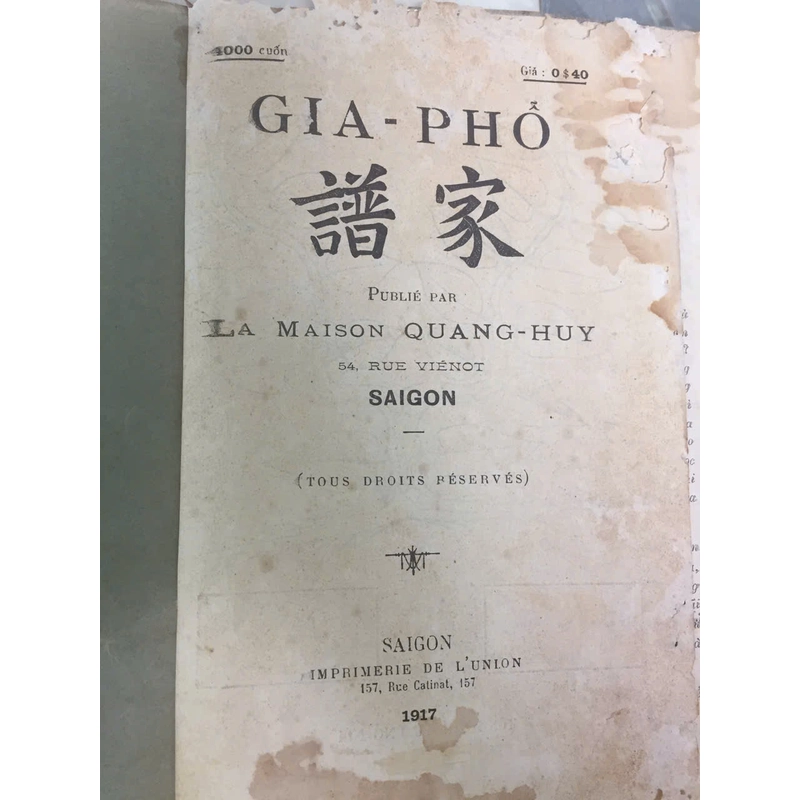 4000 cuốn
Giá : 0 $ 40
GIA - PHỔ
譜家
PUBLIÉ PAR
LA MAISON QUANG-HUY
54, RUE VIÉNOT
SAIGON
(TOUS DROITS RÉSERVÉS)
SAIGON
IMPRIMERIE DE L'UNION
157, Rue Catinat, 157
1917